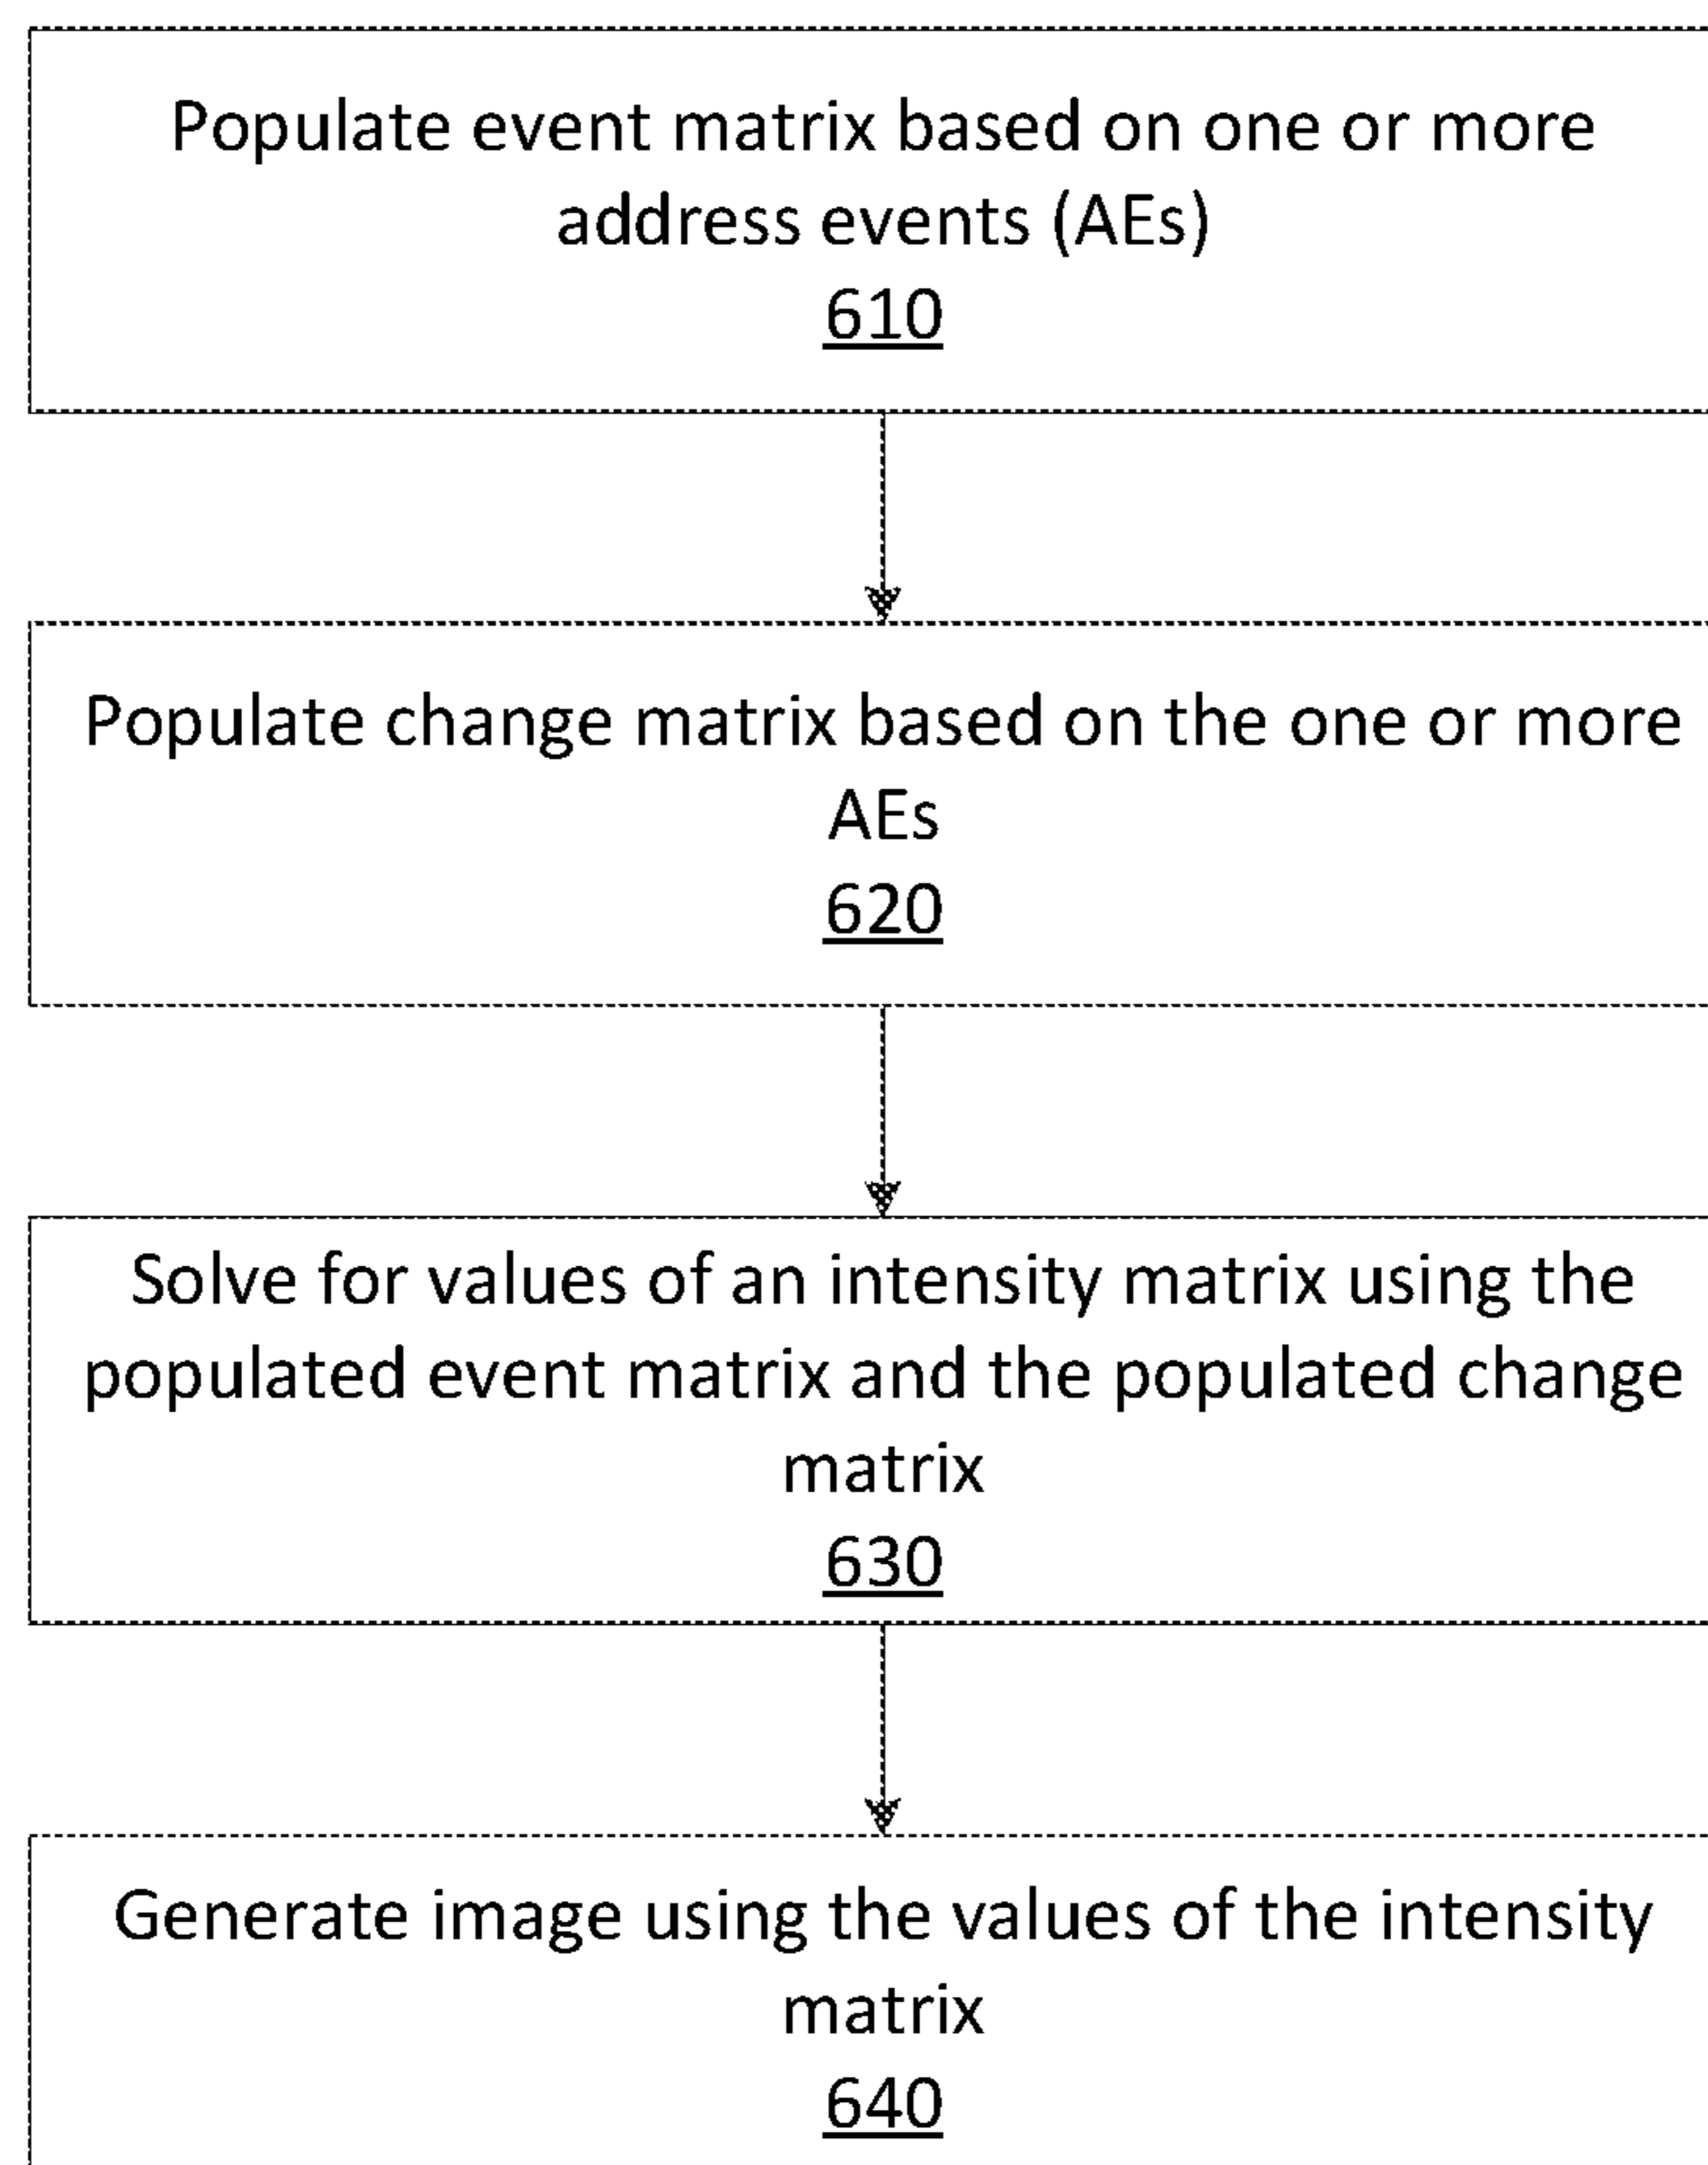 Populate event matrix based on one or more
address events (AEs)
610
Populate change matrix based on the one or more
AEs
620
Solve for values of an intensity matrix using the
populated event matrix and the populated change
matrix
630
Generate image using the values of the intensity
matrix
640